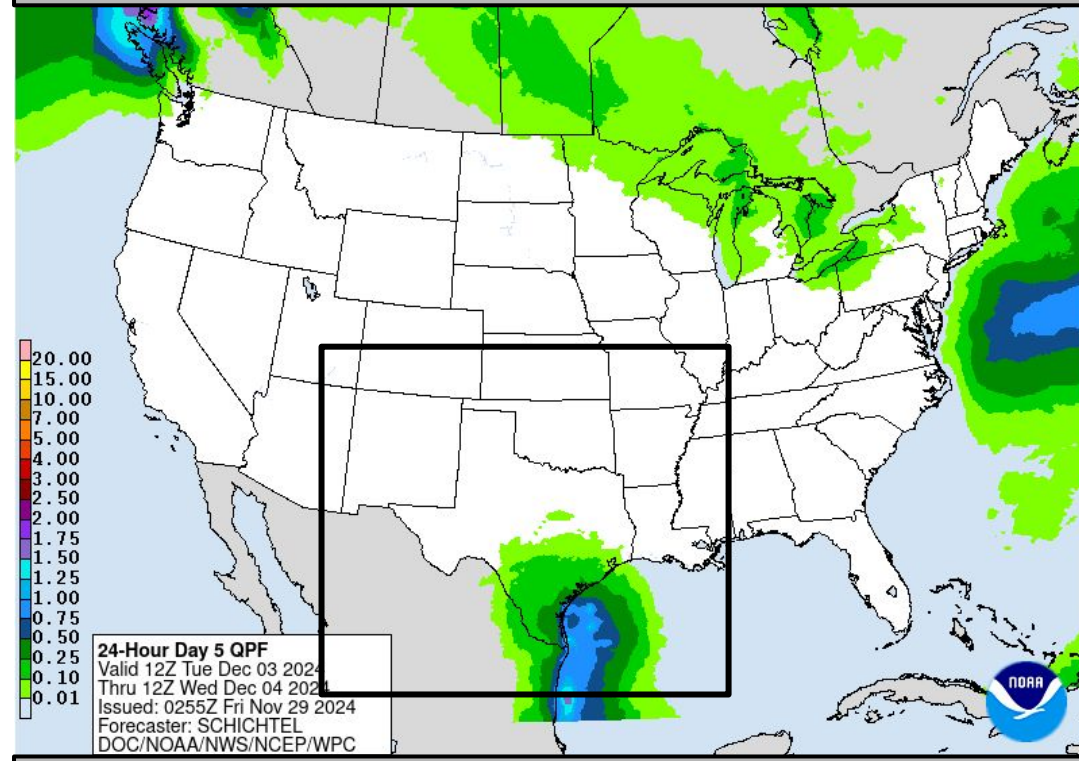 20.00
15.00
10.00
7.00
5.00
4.00
3.00
2.50
2.00
1.75
1.50
1.25
1.00
0.75
0.50
0.25
0.10
0.01
24-Hour Day 5 QPF
Valid 12Z Tue Dec 03 2024
Thru 12Z Wed Dec 04 2024
Issued: 0255Z Fri Nov 29 2024
Forecaster: SCHICHTEL
DOC/NOAA/NWS/NCEP/WPC
NOAA